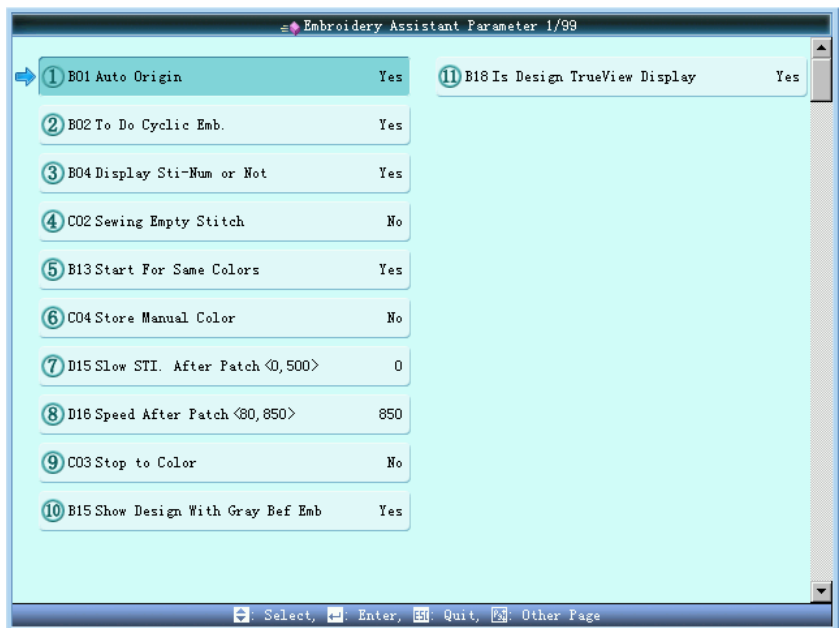 Embroidery Assistant Parameter 1/99
① B01 Auto Origin Yes
② B02 To Do Cyclic Emb. Yes
③ B04 Display Sti-Num or Not Yes
④ C02 Sewing Empty Stitch No
⑤ B13 Start For Same Colors Yes
⑥ C04 Store Manual Color No
⑦ D15 Slow STI. After Patch <0,500> 0
⑧ D16 Speed After Patch <80,850> 850
⑨ C03 Stop to Color No
⑩ B15 Show Design With Gray Bef Emb Yes
⑪ B18 Is Design TrueView Display Yes
: Select, ↵: Enter, ESC: Quit, : Other Page